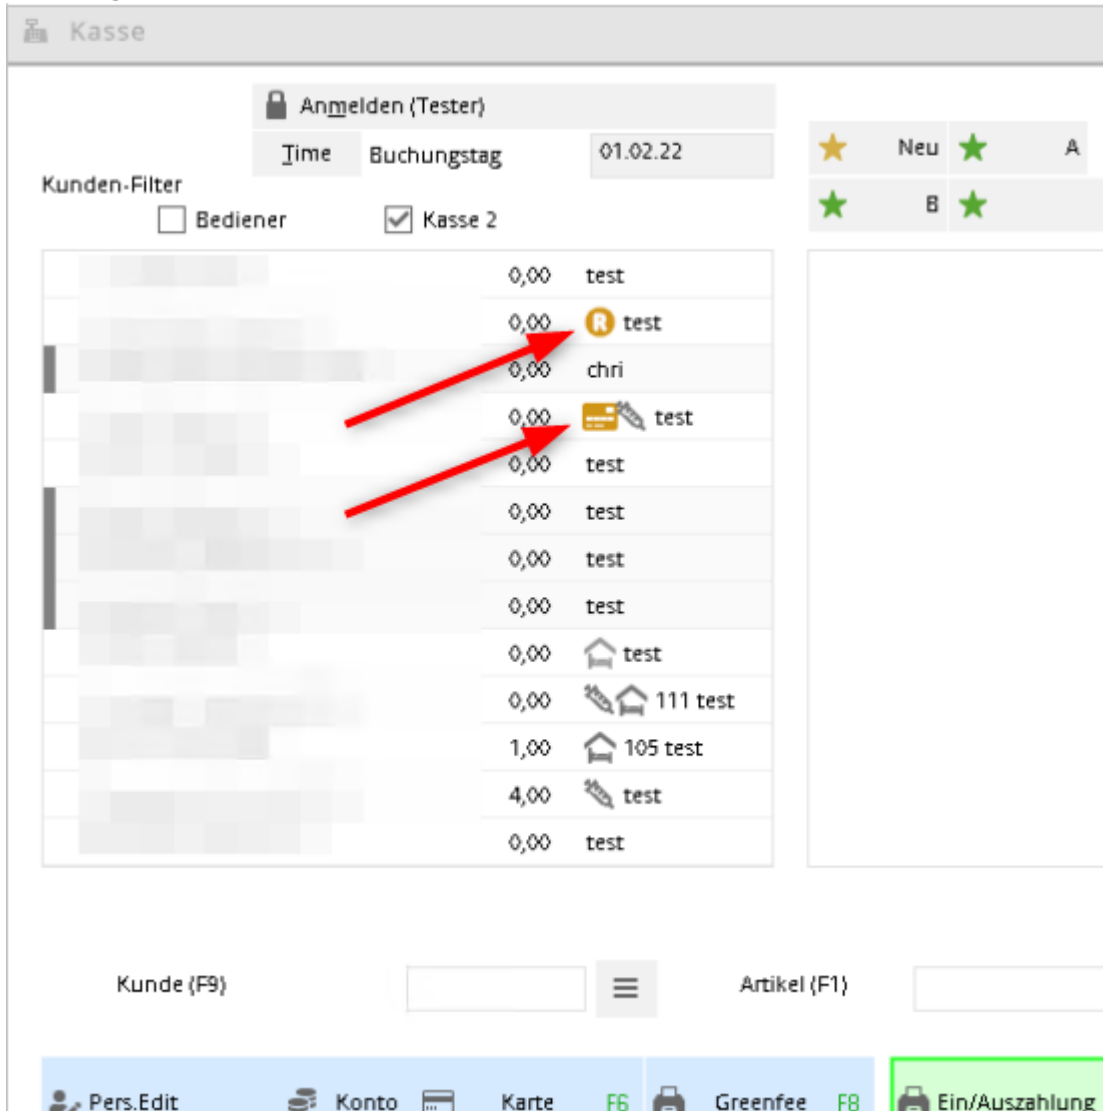 Kasse
Anmelden (Tester)
Time Buchungstag 01.02.22
Neu A
Kunden-Filter
Bediener Kasse 2
B
0,00 test
0,00 R test
0,00 chri
0,00 test
0,00 test
0,00 test
0,00 test
0,00 test
0,00 test
0,00 111 test
1,00 105 test
4,00 test
0,00 test
Kunde (F9) Artikel (F1)
Pers.Edit Konto Karte F6 Greenfee F8 Ein/Auszahlung